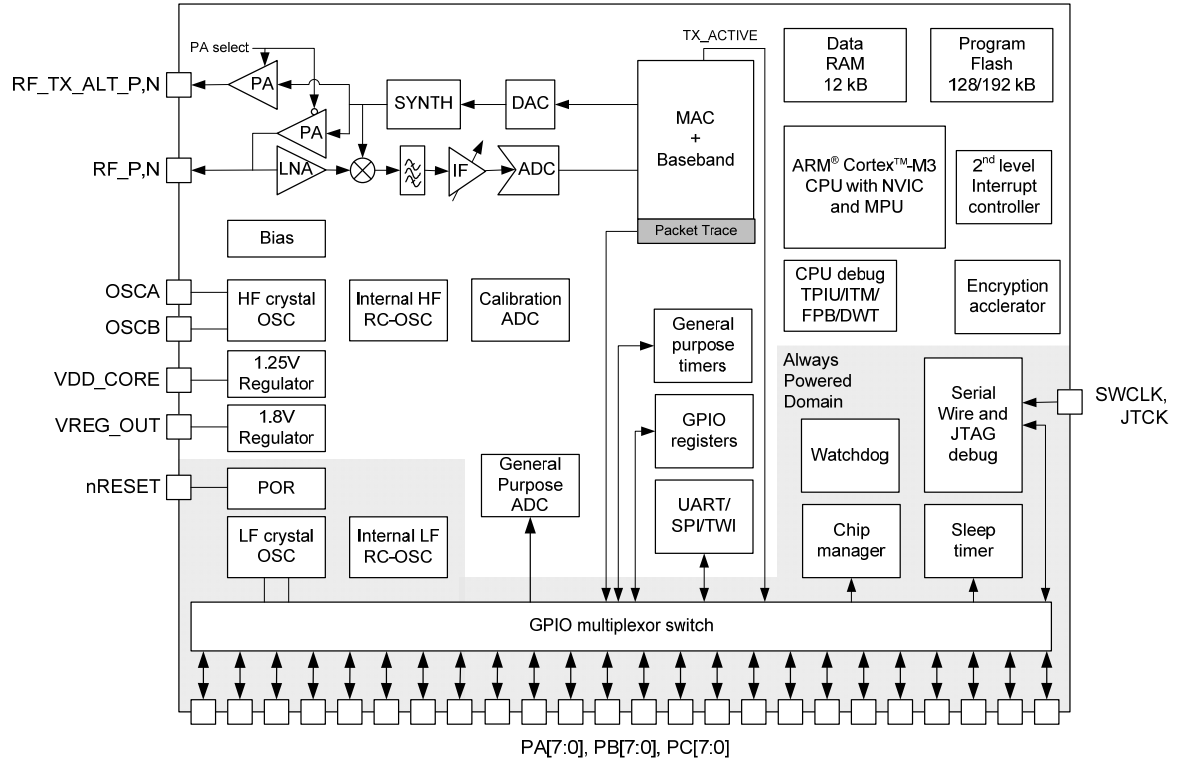 TX_ACTIVE
PA select
RF_TX_ALT_P,N
PA
SYNTH
DAC
PA
RF_P,N
LNA
IF
ADC
MAC
+
Baseband
Packet Trace
Data
RAM
12 kB
Program
Flash
128/192 kB
ARM® Cortex™-M3
CPU with NVIC
and MPU
2nd level
Interrupt
controller
Bias
OSCA
OSCB
HF crystal
OSC
Internal HF
RC-OSC
Calibration
ADC
CPU debug
TPIU/ITM/
FPB/DWT
Encryption
acclerator
General
purpose
timers
VDD_CORE
1.25V
Regulator
VREG_OUT
1.8V
Regulator
GPIO
registers
Always
Powered
Domain
Serial
Wire and
JTAG
debug
SWCLK,
JTCK
Watchdog
nRESET
POR
General
Purpose
ADC
UART/
SPI/TWI
LF crystal
OSC
Internal LF
RC-OSC
Chip
manager
Sleep
timer
GPIO multiplexor switch
PA[7:0], PB[7:0], PC[7:0]